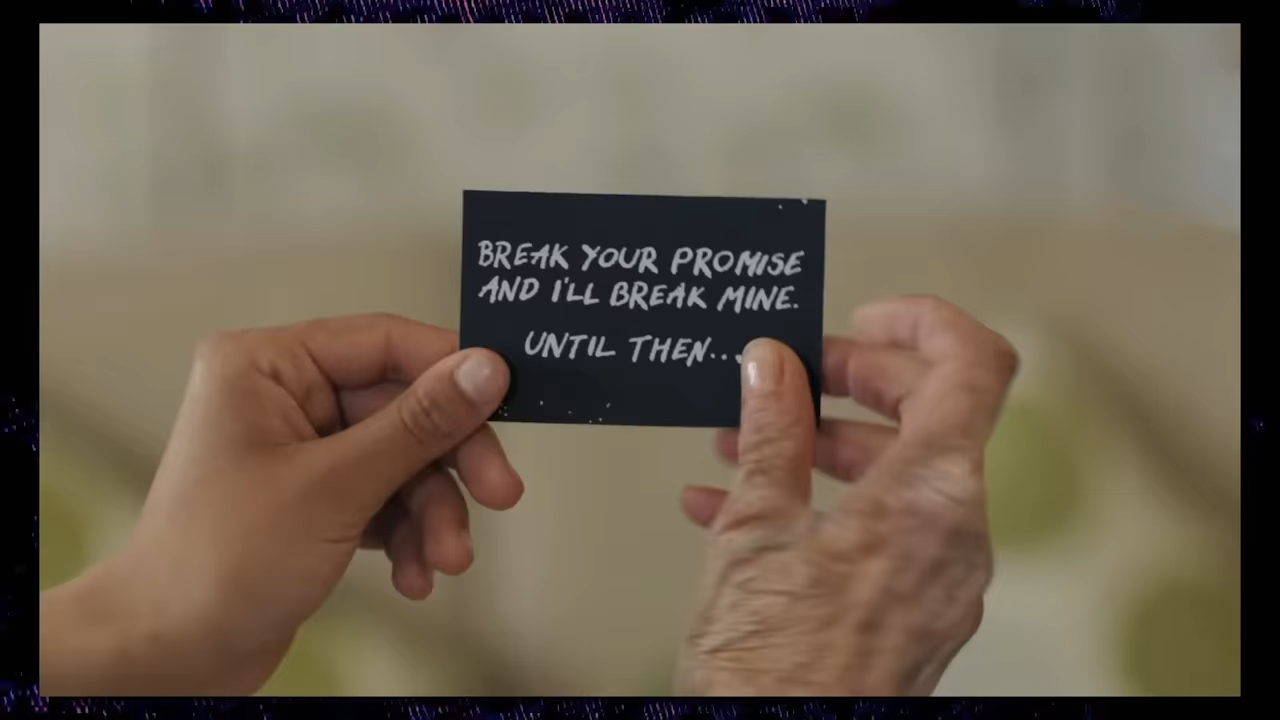 BREAK YOUR PROMISE
AND I'LL BREAK MINE.
UNTIL THEN...